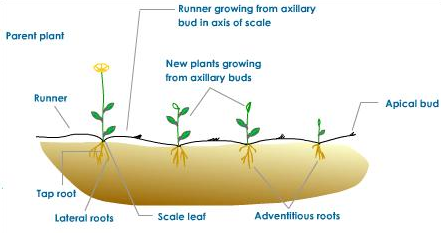 Runner growing from axillary
bud in axis of scale
Parent plant
New plants growing
from axillary buds
Runner
Apical bud
Tap root
Lateral roots
Scale leaf
Adventitious roots